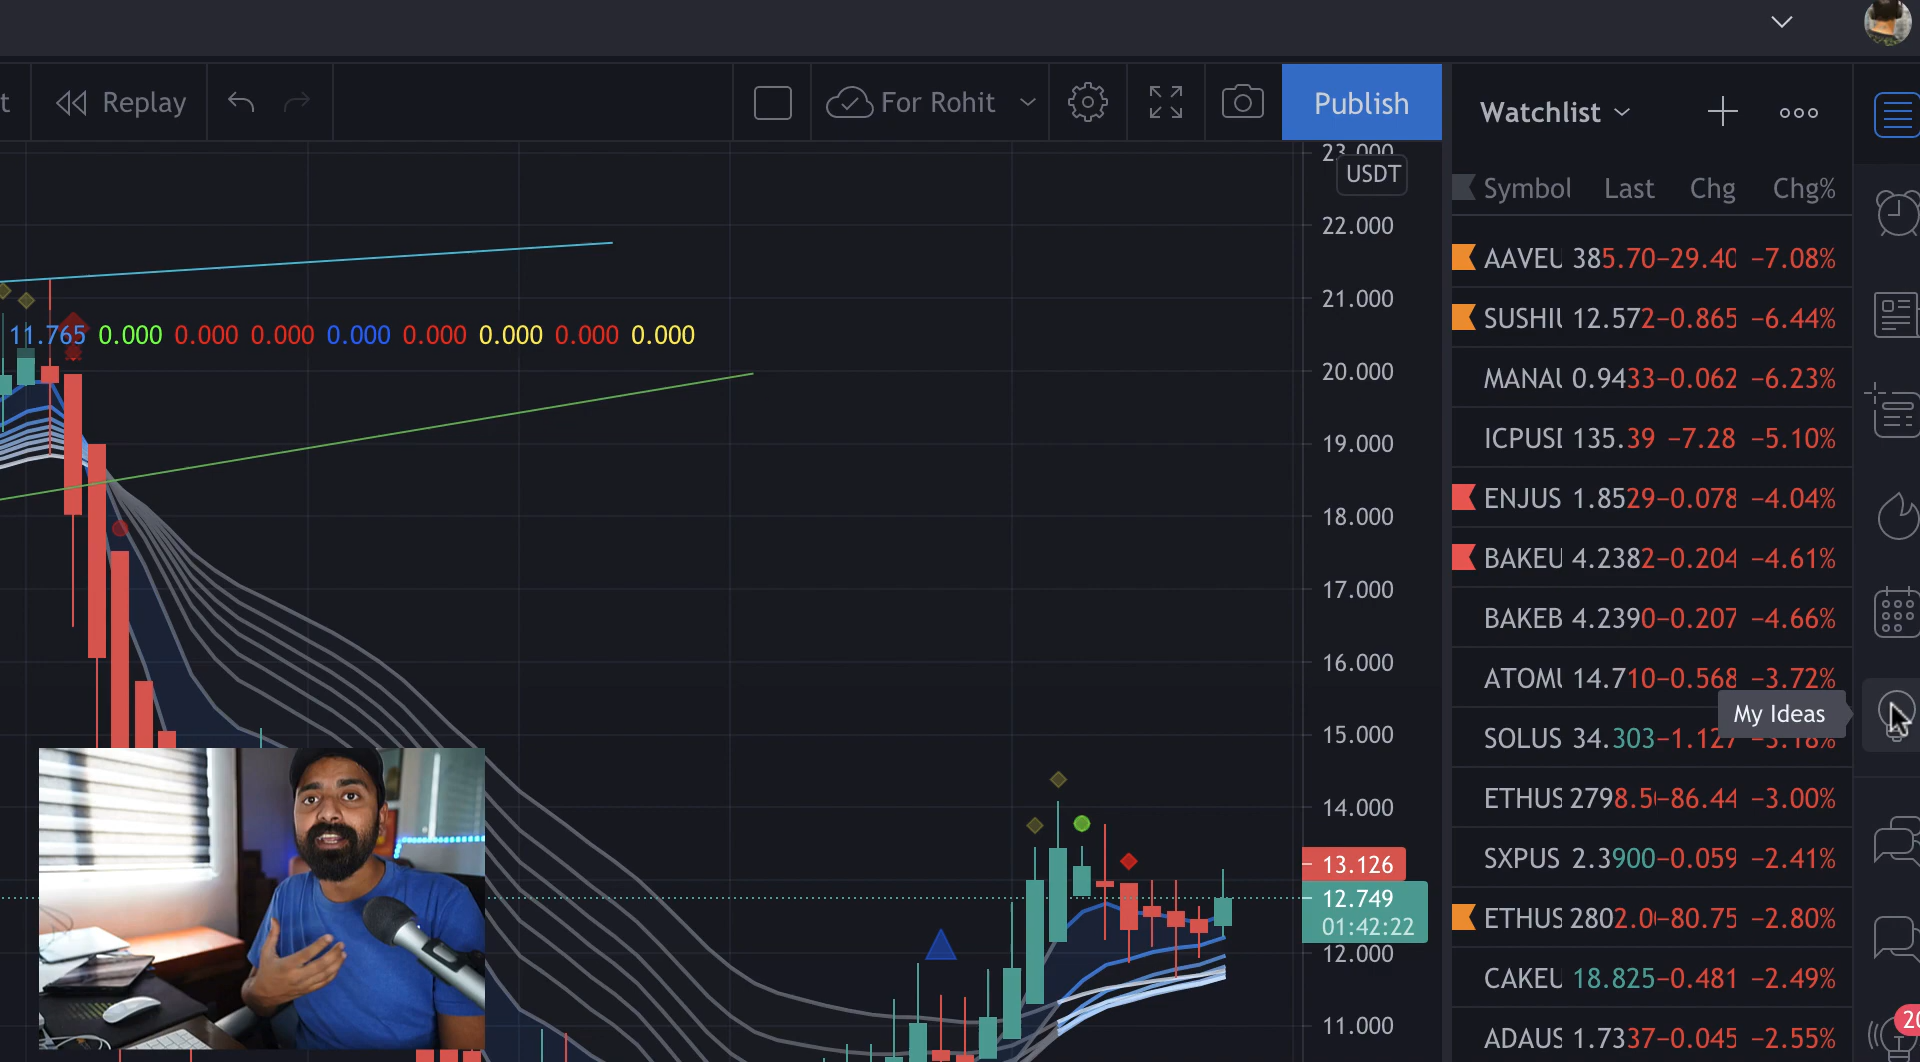 t
Replay
For Rohit
Publish
Watchlist
Symbol Last Chg Chg%
23.000
USDT
22.000
21.000
20.000
19.000
18.000
17.000
16.000
15.000
14.000
13.126
12.749
01:42:22
12.000
11.000
11.765 0.000 0.000 0.000 0.000 0.000 0.000 0.000 0.000
AAVEU 385.70 −29.40 −7.08%
SUSHIU 12.572 −0.865 −6.44%
MANAU 0.9433 −0.062 −6.23%
ICPUSD 135.39 −7.28 −5.10%
ENJUS 1.8529 −0.078 −4.04%
BAKEU 4.2382 −0.204 −4.61%
BAKEB 4.2390 −0.207 −4.66%
ATOMU 14.710 −0.568 −3.72%
My Ideas
SOLUS 34.303 −1.127 −3.18%
ETHUS 2798.5 −86.44 −3.00%
SXPUS 2.3900 −0.059 −2.41%
ETHUS 2802.0 −80.75 −2.80%
CAKEU 18.825 −0.481 −2.49%
ADAUS 1.7337 −0.045 −2.55%
20